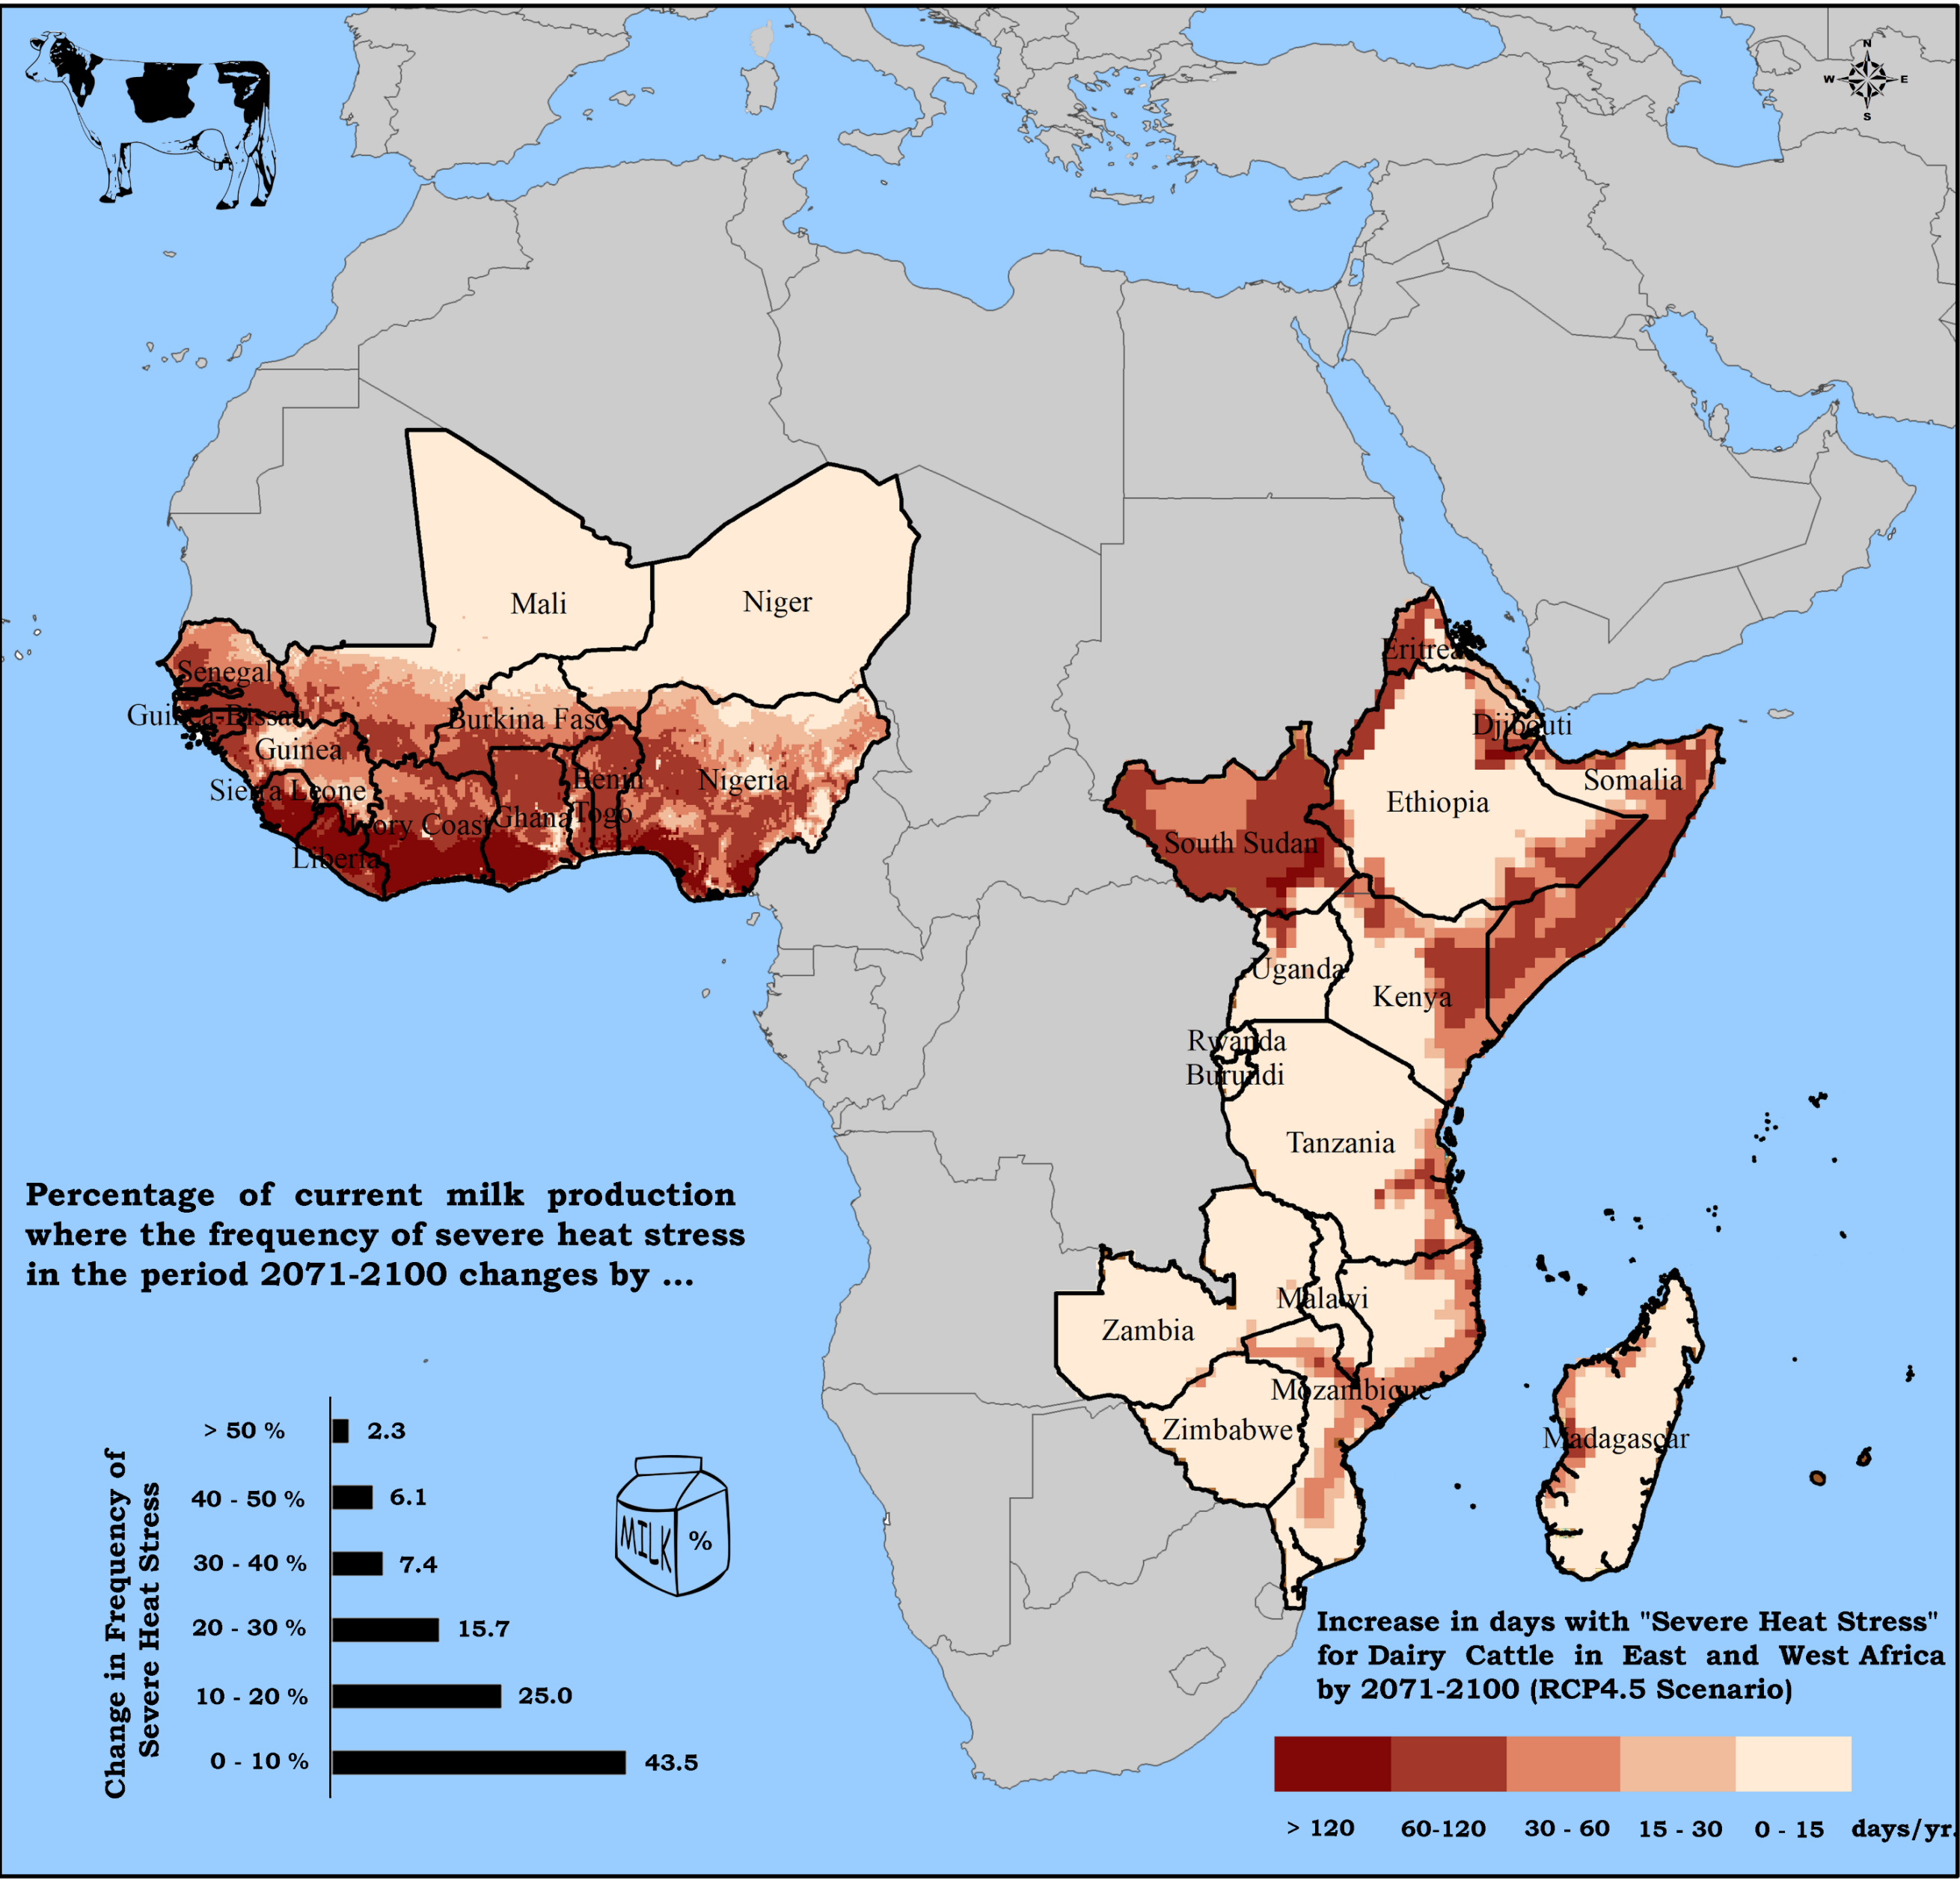 N
W E
S
Mali
Niger
Senegal
Guinea-Bissau
Guinea
Sierra Leone
Liberia
Ivory Coast
Burkina Faso
Ghana
Togo
Benin
Nigeria
Eritrea
Djibouti
Somalia
Ethiopia
South Sudan
Uganda
Kenya
Rwanda
Burundi
Tanzania
Malawi
Zambia
Mozambique
Zimbabwe
Madagascar
Percentage of current milk production
where the frequency of severe heat stress
in the period 2071-2100 changes by ...
Change in Frequency of
Severe Heat Stress
> 50 % 2.3
40 - 50 % 6.1
30 - 40 % 7.4
20 - 30 % 15.7
10 - 20 % 25.0
0 - 10 % 43.5
MILK %
Increase in days with "Severe Heat Stress"
for Dairy Cattle in East and West Africa
by 2071-2100 (RCP4.5 Scenario)
> 120 60-120 30 - 60 15 - 30 0 - 15 days/yr.